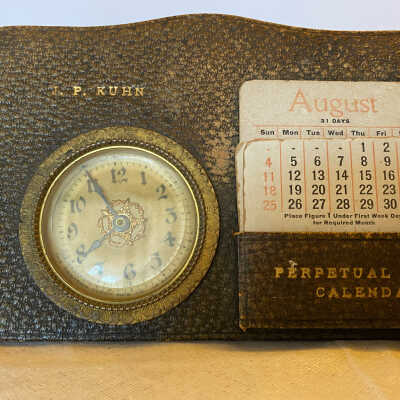 J. P. KUHN
12
1
2
3
4
5
6
7
8
9
10
11
August
31 DAYS
Sun Mon Tue Wed Thu Fri
1 2
4 5 6 7 8 9
11 12 13 14 15 16
18 19 20 21 22 23
25 26 27 28 29 30
Place Figure 1 Under First Week Day
for Required Month
PERPETUAL
CALENDA